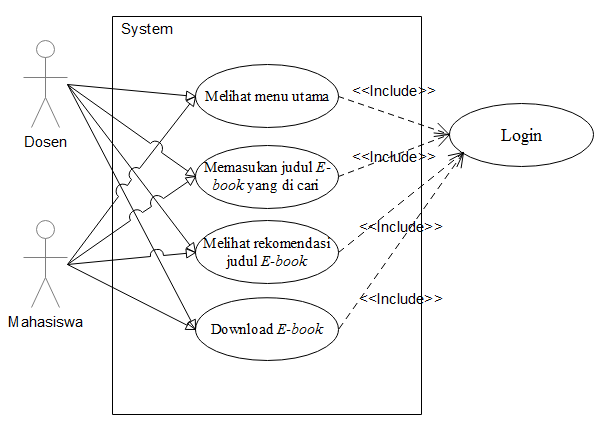 System
Dosen
Mahasiswa
Melihat menu utama
Memasukan judul E-
book yang di cari
Melihat rekomendasi
judul E-book
Download E-book
<<Include>>
<<Include>>
<<Include>>
<<Include>>
Login